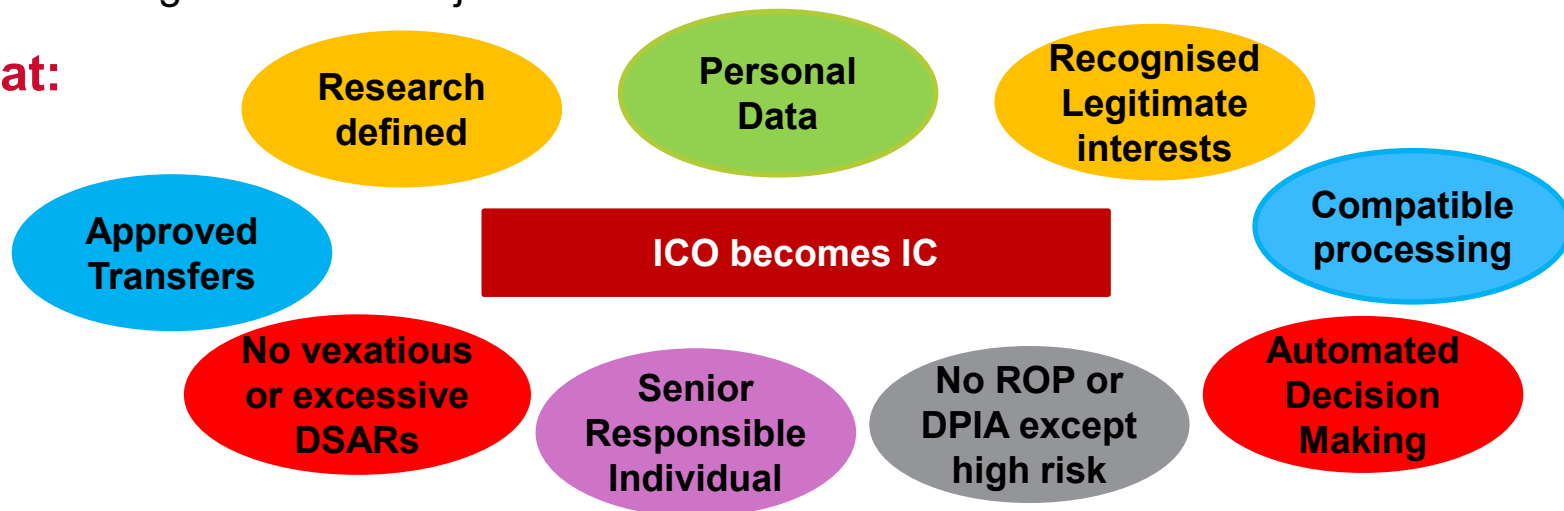 at:
Research
defined
Personal
Data
Recognised
Legitimate
interests
Approved
Transfers
ICO becomes IC
Compatible
processing
No vexatious
or excessive
DSARs
Senior
Responsible
Individual
No ROP or
DPIA except
high risk
Automated
Decision
Making